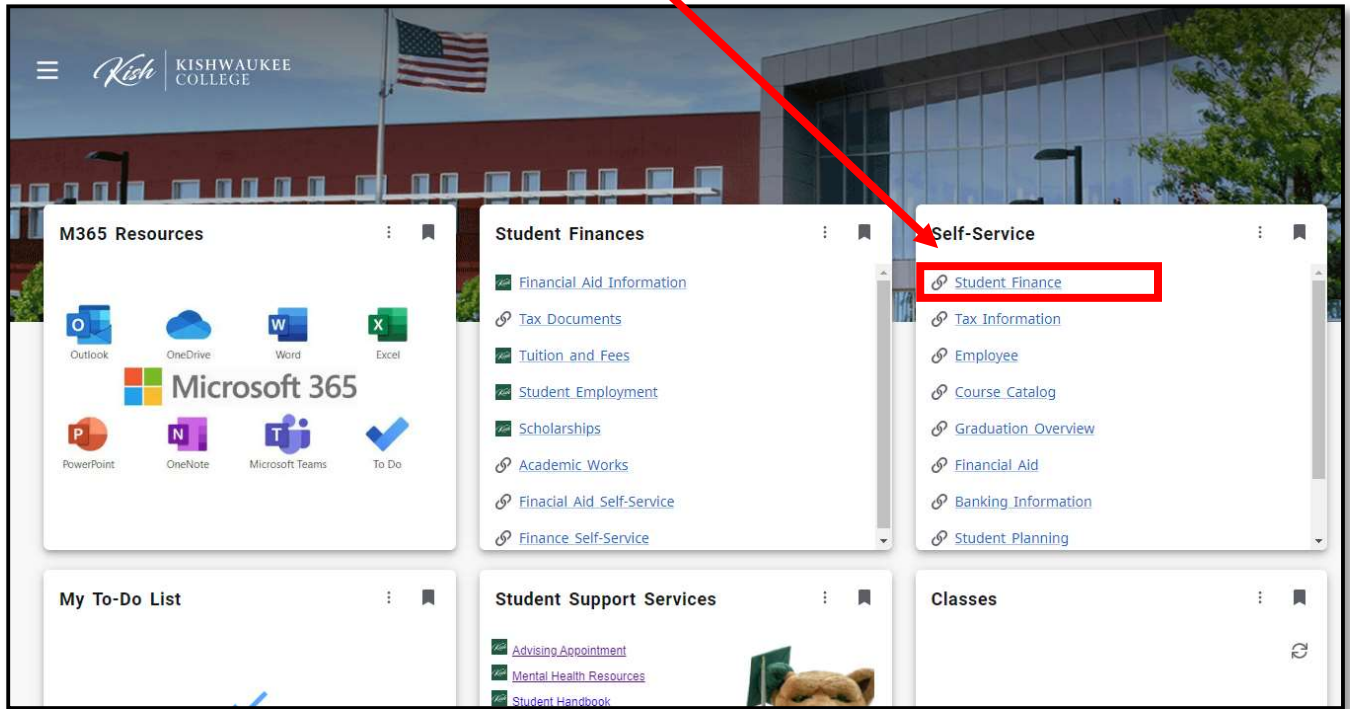 Kish
KISHWAUKEE
COLLEGE
M365 Resources
Outlook
OneDrive
Word
Excel
Microsoft 365
PowerPoint
OneNote
Microsoft Teams
To Do
Student Finances
Financial Aid Information
Tax Documents
Tuition and Fees
Student Employment
Scholarships
Academic Works
Finacial Aid Self-Service
Finance Self-Service
Self-Service
Student Finance
Tax Information
Employee
Course Catalog
Graduation Overview
Financial Aid
Banking Information
Student Planning
My To-Do List
Student Support Services
Advising Appointment
Mental Health Resources
Student Handbook
Classes